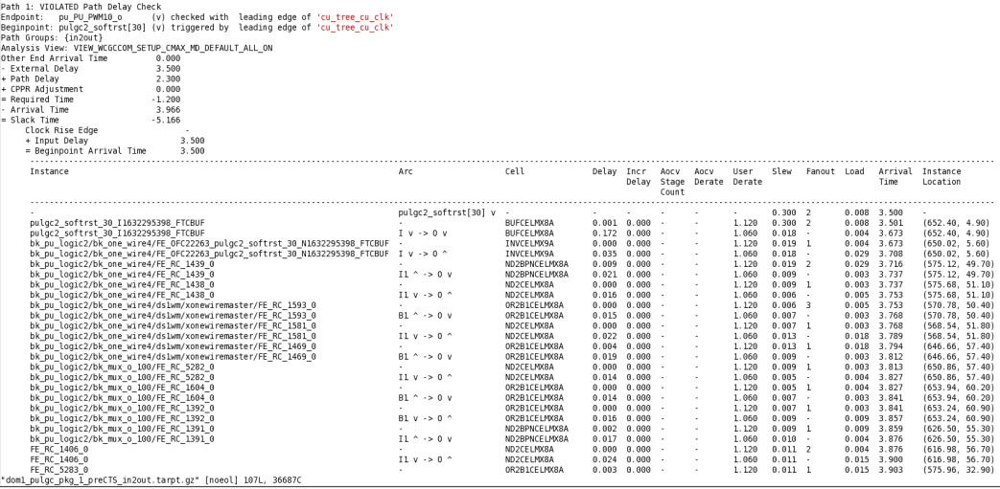 Path 1: VIOLATED Path Delay Check
Endpoint:   pu_PU_PWM10_o      (v) checked with  leading edge of 'cu_tree_cu_clk'
Beginpoint: pulgc2_softrst[30] (v) triggered by  leading edge of 'cu_tree_cu_clk'
Path Groups: {in2out}
Analysis View: VIEW_WCGCCOM_SETUP_CMAX_MD_DEFAULT_ALL_ON
Other End Arrival Time          0.000
- External Delay                3.500
+ Path Delay                    2.300
+ CPPR Adjustment               0.000
= Required Time                -1.200
- Arrival Time                  3.966
= Slack Time                   -5.166
Clock Rise Edge                      -
+ Input Delay                   3.500
= Beginpoint Arrival Time       3.500
Instance Arc Cell Delay Incr Aocv Aocv User Slew Fanout Load Arrival Instance
Delay Stage Derate Derate Time Location
Count
- pulgc2_softrst[30] v - - - - - - 0.300 2 0.008 3.500 -
pulgc2_softrst_30_I1632295398_FTCBUF - BUFCELMX8A 0.001 0.000 - - 1.120 0.300 2 0.008 3.501 (652.40, 4.90)
pulgc2_softrst_30_I1632295398_FTCBUF I v -> O v BUFCELMX8A 0.172 0.000 - - 1.060 0.018 - 0.004 3.673 (652.40, 4.90)
bk_pu_logic2/bk_one_wire4/FE_OFC22263_pulgc2_softrst_30_N1632295398_FTCBUF - INVCELMX9A 0.000 0.000 - - 1.120 0.019 1 0.004 3.673 (650.02, 5.60)
bk_pu_logic2/bk_one_wire4/FE_OFC22263_pulgc2_softrst_30_N1632295398_FTCBUF I v -> O ^ INVCELMX9A 0.035 0.000 - - 1.060 0.018 - 0.029 3.708 (650.02, 5.60)
bk_pu_logic2/bk_one_wire4/FE_RC_1439_0 - ND2BPNCELMX8A 0.009 0.000 - - 1.120 0.019 2 0.029 3.716 (575.12, 49.70)
bk_pu_logic2/bk_one_wire4/FE_RC_1439_0 I1 ^ -> O v ND2BPNCELMX8A 0.021 0.000 - - 1.060 0.009 - 0.003 3.737 (575.12, 49.70)
bk_pu_logic2/bk_one_wire4/FE_RC_1438_0 - ND2CELMX8A 0.000 0.000 - - 1.120 0.009 1 0.003 3.737 (575.68, 51.10)
bk_pu_logic2/bk_one_wire4/FE_RC_1438_0 I1 v -> O ^ ND2CELMX8A 0.016 0.000 - - 1.060 0.006 - 0.005 3.753 (575.68, 51.10)
bk_pu_logic2/bk_one_wire4/ds1wm/xonewiremaster/FE_RC_1593_0 - OR2B1CELMX8A 0.000 0.000 - - 1.120 0.006 3 0.005 3.753 (570.78, 50.40)
bk_pu_logic2/bk_one_wire4/ds1wm/xonewiremaster/FE_RC_1593_0 B1 ^ -> O v OR2B1CELMX8A 0.015 0.000 - - 1.060 0.007 - 0.003 3.768 (570.78, 50.40)
bk_pu_logic2/bk_one_wire4/ds1wm/xonewiremaster/FE_RC_1581_0 - ND2CELMX8A 0.000 0.000 - - 1.120 0.007 1 0.003 3.768 (568.54, 51.80)
bk_pu_logic2/bk_one_wire4/ds1wm/xonewiremaster/FE_RC_1581_0 I1 v -> O ^ ND2CELMX8A 0.022 0.000 - - 1.060 0.013 - 0.018 3.789 (568.54, 51.80)
bk_pu_logic2/bk_one_wire4/ds1wm/xonewiremaster/FE_RC_1469_0 - OR2B1CELMX8A 0.004 0.000 - - 1.120 0.013 1 0.018 3.794 (646.66, 57.40)
bk_pu_logic2/bk_one_wire4/ds1wm/xonewiremaster/FE_RC_1469_0 B1 ^ -> O v OR2B1CELMX8A 0.019 0.000 - - 1.060 0.009 - 0.003 3.812 (646.66, 57.40)
bk_pu_logic2/bk_mux_o_100/FE_RC_5282_0 - ND2CELMX8A 0.000 0.000 - - 1.120 0.009 1 0.003 3.813 (650.86, 57.40)
bk_pu_logic2/bk_mux_o_100/FE_RC_5282_0 I1 v -> O ^ ND2CELMX8A 0.014 0.000 - - 1.060 0.005 - 0.004 3.827 (650.86, 57.40)
bk_pu_logic2/bk_mux_o_100/FE_RC_1604_0 - OR2B1CELMX8A 0.000 0.000 - - 1.120 0.005 1 0.004 3.827 (653.94, 60.20)
bk_pu_logic2/bk_mux_o_100/FE_RC_1604_0 B1 ^ -> O v OR2B1CELMX8A 0.014 0.000 - - 1.060 0.007 - 0.003 3.841 (653.94, 60.20)
bk_pu_logic2/bk_mux_o_100/FE_RC_1392_0 - OR2B1CELMX8A 0.000 0.000 - - 1.120 0.007 1 0.003 3.841 (653.24, 60.90)
bk_pu_logic2/bk_mux_o_100/FE_RC_1392_0 B1 v -> O ^ OR2B1CELMX8A 0.016 0.000 - - 1.060 0.009 - 0.009 3.857 (653.24, 60.90)
bk_pu_logic2/bk_mux_o_100/FE_RC_1391_0 - ND2BPNCELMX8A 0.002 0.000 - - 1.120 0.009 1 0.009 3.859 (626.50, 55.30)
bk_pu_logic2/bk_mux_o_100/FE_RC_1391_0 I1 ^ -> O v ND2BPNCELMX8A 0.017 0.000 - - 1.060 0.010 - 0.004 3.876 (626.50, 55.30)
FE_RC_1406_0 - ND2CELMX8A 0.000 0.000 - - 1.120 0.011 2 0.004 3.876 (616.98, 56.70)
FE_RC_1406_0 I1 v -> O ^ ND2CELMX8A 0.024 0.000 - - 1.060 0.011 - 0.015 3.900 (616.98, 56.70)
FE_RC_5283_0 - OR2B1CELMX8A 0.003 0.000 - - 1.120 0.011 1 0.015 3.903 (575.96, 32.90)
"dom1_pulgc_pkg_1_preCTS_in2out.tarpt.gz" [noeol] 107L, 36687C